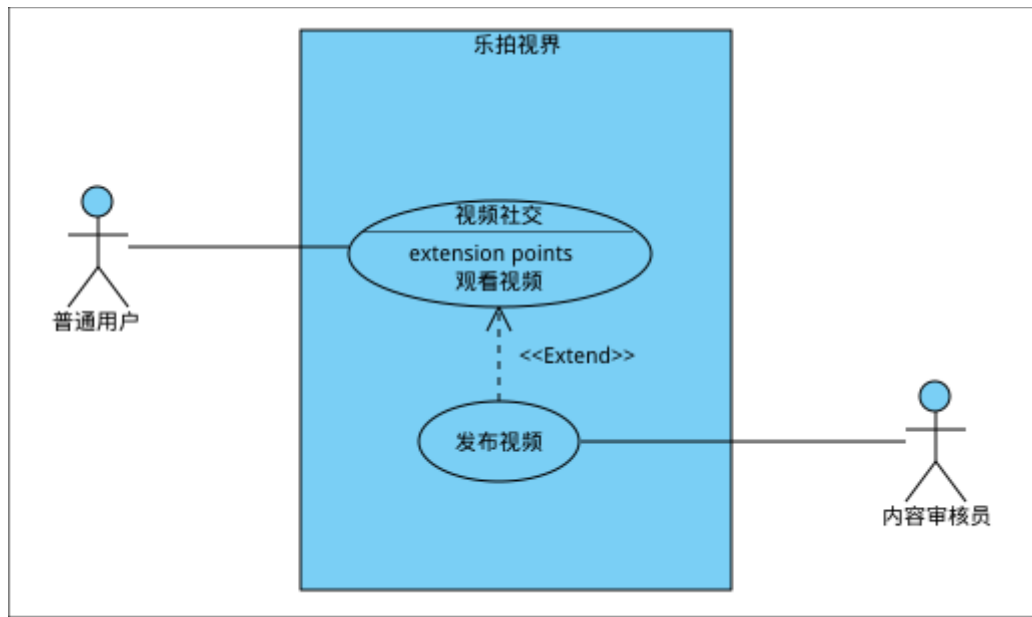 乐拍视界
视频社交
extension points
观看视频
普通用户
<<Extend>>
发布视频
内容审核员